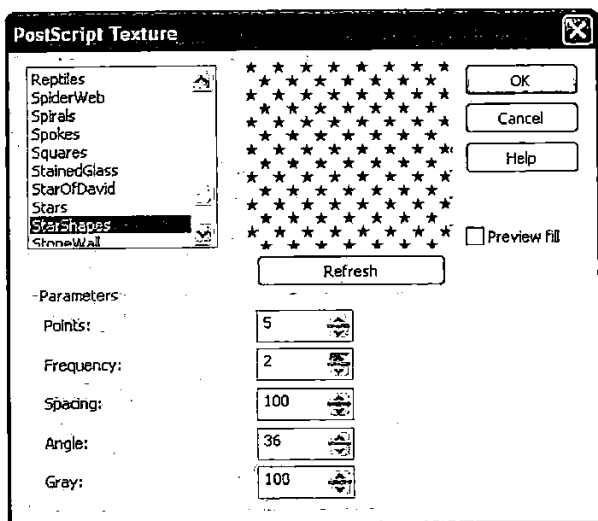 PostScript Texture
Reptiles
SpiderWeb
Spirals
Spokes
Squares
StainedGlass
StarOfDavid
Stars
StarShapes
StoneWall
OK
Cancel
Help
Preview fill
Refresh
Parameters
Points: 5
Frequency: 2
Spacing: 100
Angle: 36
Gray: 100